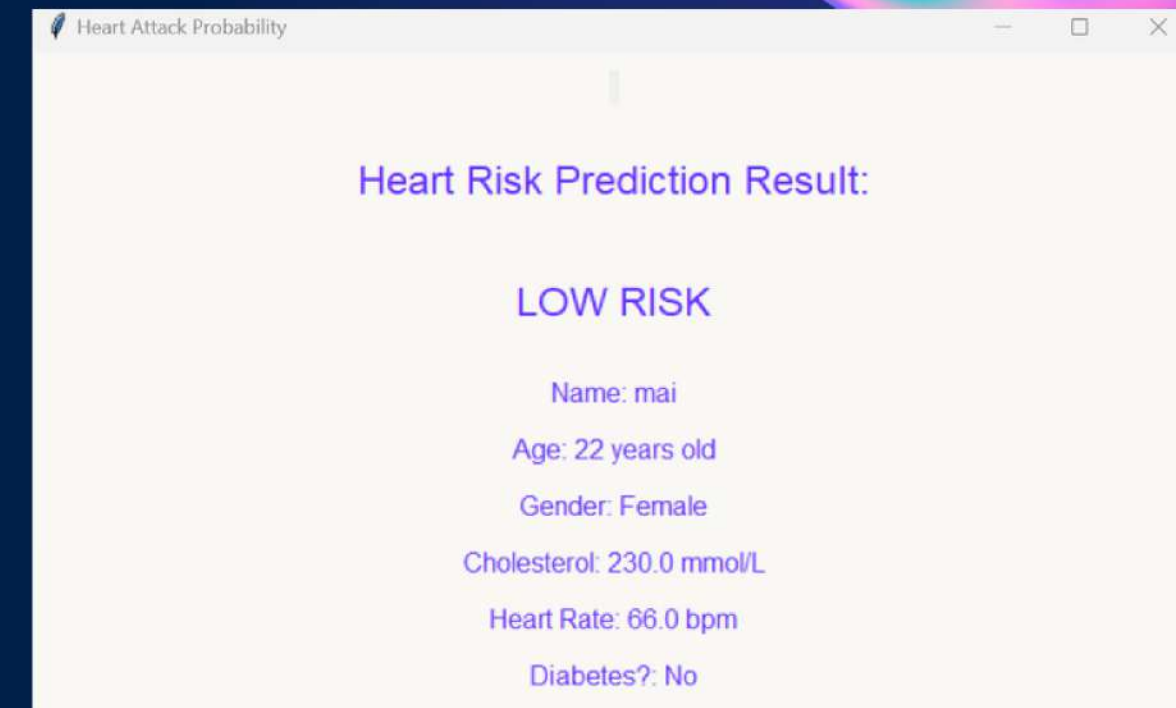 Heart Attack Probability
Heart Risk Prediction Result:
LOW RISK
Name: mai
Age: 22 years old
Gender: Female
Cholesterol: 230.0 mmol/L
Heart Rate: 66.0 bpm
Diabetes?: No